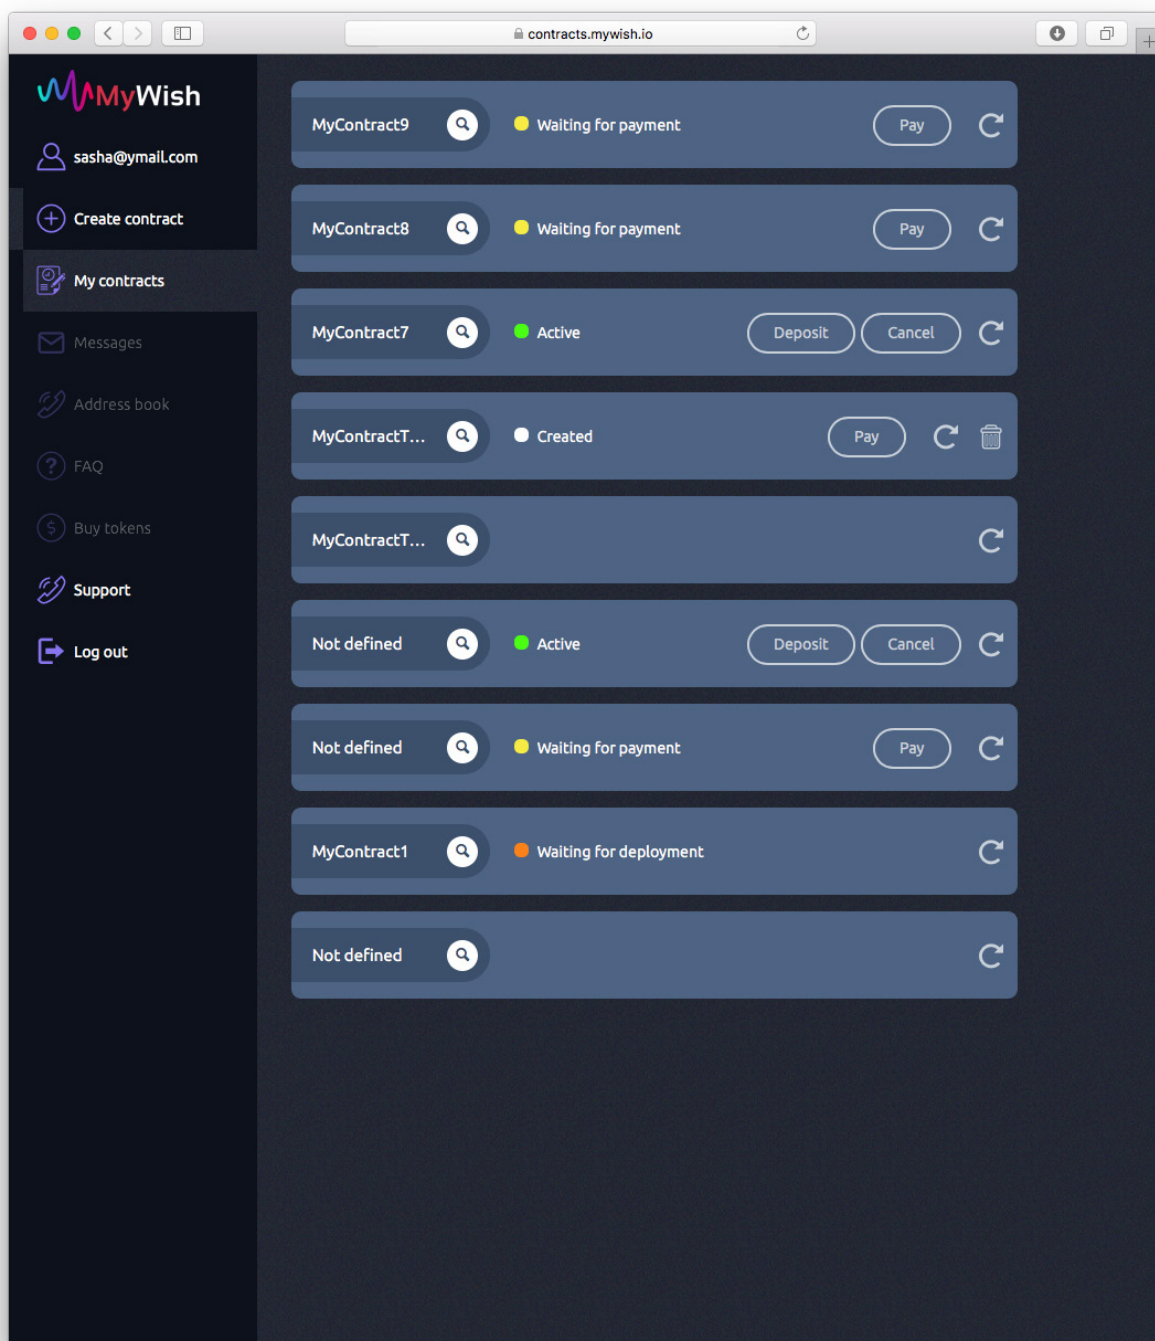 contracts.mywish.io
MyWish
sasha@ymail.com
Create contract
My contracts
Messages
Address book
FAQ
Buy tokens
Support
Log out
MyContract9 Waiting for payment Pay
MyContract8 Waiting for payment Pay
MyContract7 Active Deposit Cancel
MyContractT... Created Pay
MyContractT...
Not defined Active Deposit Cancel
Not defined Waiting for payment Pay
MyContract1 Waiting for deployment
Not defined